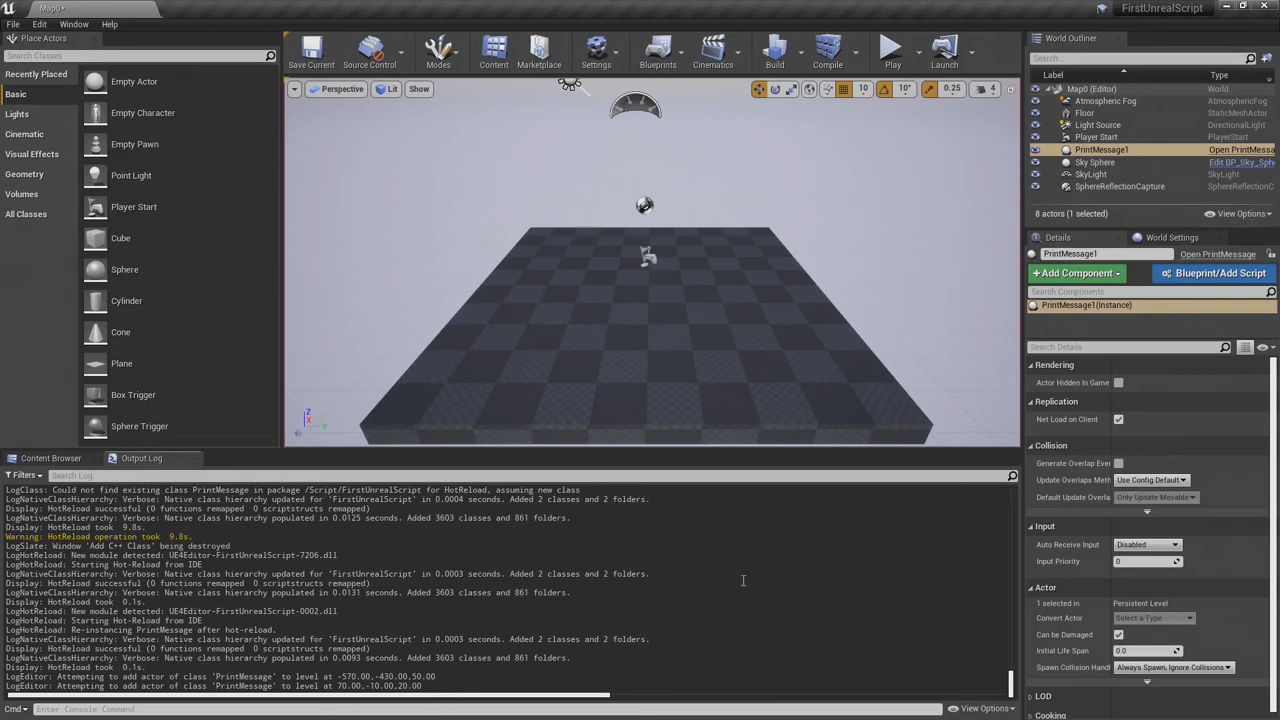 Map0*
FirstUnrealScript
File Edit Window Help
Place Actors
Search Classes
Recently Placed
Basic
Lights
Cinematic
Visual Effects
Geometry
Volumes
All Classes
Empty Actor
Empty Character
Empty Pawn
Point Light
Player Start
Cube
Sphere
Cylinder
Cone
Plane
Box Trigger
Sphere Trigger
Save Current Source Control Modes Content Marketplace Settings Blueprints Cinematics Build Compile Play Launch
Perspective Lit Show 10 10° 0.25 4
Z
X
Y
World Outliner
Search...
Label Type
Map0 (Editor) World
Atmospheric Fog AtmosphericFog
Floor StaticMeshActor
Light Source DirectionalLight
Player Start PlayerStart
PrintMessage1 Open PrintMessa
Sky Sphere Edit BP_Sky_Sph
SkyLight SkyLight
SphereReflectionCapture SphereReflectionC
8 actors (1 selected) View Options
Details World Settings
PrintMessage1 Open PrintMessage
+Add Component Blueprint/Add Script
Search Components
PrintMessage1(Instance)
Search Details
Rendering
Actor Hidden In Game
Replication
Net Load on Client
Collision
Generate Overlap Ever
Update Overlaps Meth Use Config Default
Default Update Overla Only Update Movable
Input
Auto Receive Input Disabled
Input Priority 0
Actor
1 selected in Persistent Level
Convert Actor Select a Type
Can be Damaged
Initial Life Span 0.0
Spawn Collision Handl Always Spawn, Ignore Collisions
LOD
Cooking
Content Browser Output Log
Filters Search Log
LogClass: Could not find existing class PrintMessage in package /Script/FirstUnrealScript for HotReload, assuming new class
LogNativeClassHierarchy: Verbose: Native class hierarchy updated for 'FirstUnrealScript' in 0.0004 seconds. Added 2 classes and 2 folders.
Display: HotReload successful (0 functions remapped 0 scriptstructs remapped)
LogNativeClassHierarchy: Verbose: Native class hierarchy populated in 0.0125 seconds. Added 3603 classes and 861 folders.
Display: HotReload took 9.8s.
Warning: HotReload operation took 9.8s.
LogSlate: Window 'Add C++ Class' being destroyed
LogHotReload: New module detected: UE4Editor-FirstUnrealScript-7206.dll
LogHotReload: Starting Hot-Reload from IDE
LogNativeClassHierarchy: Verbose: Native class hierarchy updated for 'FirstUnrealScript' in 0.0003 seconds. Added 2 classes and 2 folders.
Display: HotReload successful (0 functions remapped 0 scriptstructs remapped)
LogNativeClassHierarchy: Verbose: Native class hierarchy populated in 0.0131 seconds. Added 3603 classes and 861 folders.
Display: HotReload took 0.1s.
LogHotReload: New module detected: UE4Editor-FirstUnrealScript-0002.dll
LogHotReload: Starting Hot-Reload from IDE
LogHotReload: Re-instancing PrintMessage after hot-reload.
LogNativeClassHierarchy: Verbose: Native class hierarchy updated for 'FirstUnrealScript' in 0.0003 seconds. Added 2 classes and 2 folders.
Display: HotReload successful (0 functions remapped 0 scriptstructs remapped)
LogNativeClassHierarchy: Verbose: Native class hierarchy populated in 0.0093 seconds. Added 3603 classes and 861 folders.
Display: HotReload took 0.1s.
LogEditor: Attempting to add actor of class 'PrintMessage' to level at -570.00,-430.00,50.00
LogEditor: Attempting to add actor of class 'PrintMessage' to level at 70.00,-10.00,20.00
Cmd Enter Console Command View Options